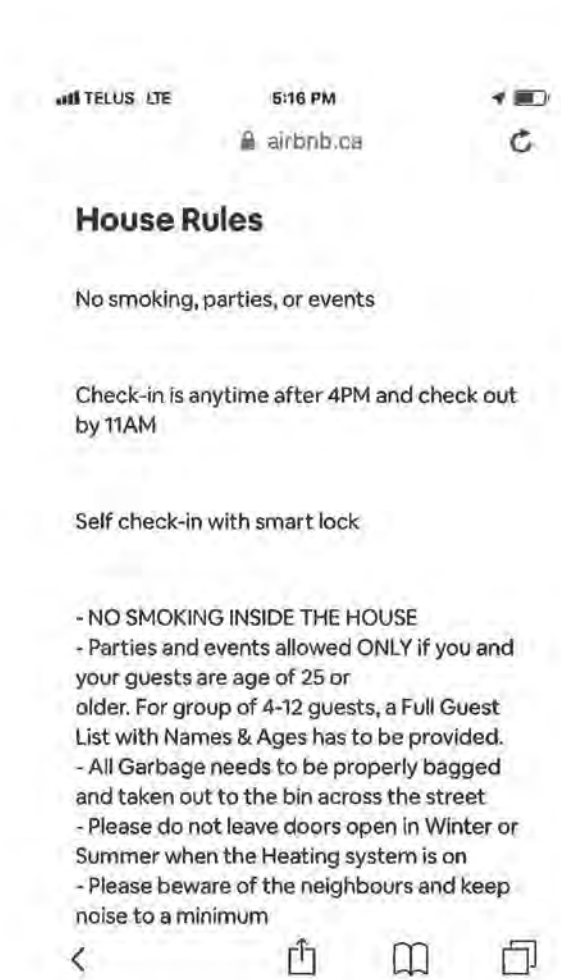 TELUS LTE 5:16 PM
airbnb.ca
House Rules
No smoking, parties, or events
Check-in is anytime after 4PM and check out
by 11AM
Self check-in with smart lock
- NO SMOKING INSIDE THE HOUSE
- Parties and events allowed ONLY if you and
your guests are age of 25 or
older. For group of 4-12 guests, a Full Guest
List with Names & Ages has to be provided.
- All Garbage needs to be properly bagged
and taken out to the bin across the street
- Please do not leave doors open in Winter or
Summer when the Heating system is on
- Please beware of the neighbours and keep
noise to a minimum